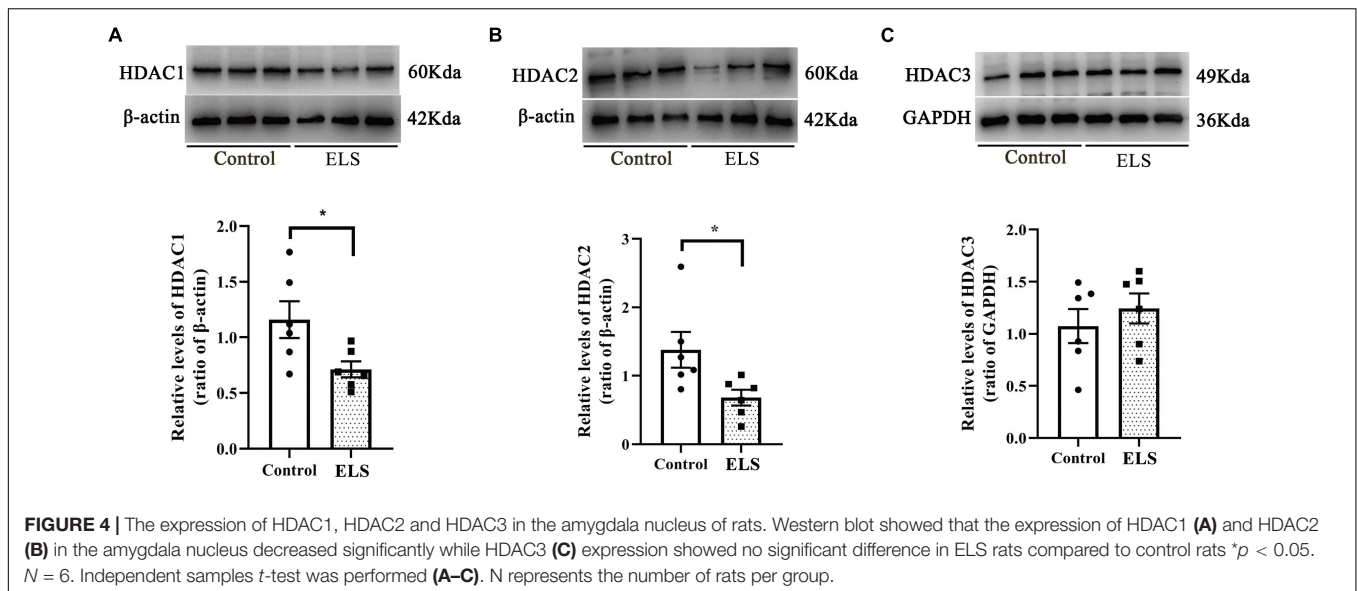 A
HDAC1 60Kda
β-actin 42Kda
Control ELS
B
HDAC2 60Kda
β-actin 42Kda
Control ELS
C
HDAC3 49Kda
GAPDH 36Kda
Control ELS
Relative levels of HDAC1
(ratio of β-actin)
2.0
1.5
1.0
0.5
0.0
*
Control ELS
Relative levels of HDAC2
(ratio of β-actin)
3
2
1
0
*
Control ELS
Relative levels of HDAC3
(ratio of GAPDH)
2.0
1.5
1.0
0.5
0.0
Control ELS
FIGURE 4 | The expression of HDAC1, HDAC2 and HDAC3 in the amygdala nucleus of rats. Western blot showed that the expression of HDAC1 (A) and HDAC2
(B) in the amygdala nucleus decreased significantly while HDAC3 (C) expression showed no significant difference in ELS rats compared to control rats *p < 0.05.
N = 6. Independent samples t-test was performed (A–C). N represents the number of rats per group.